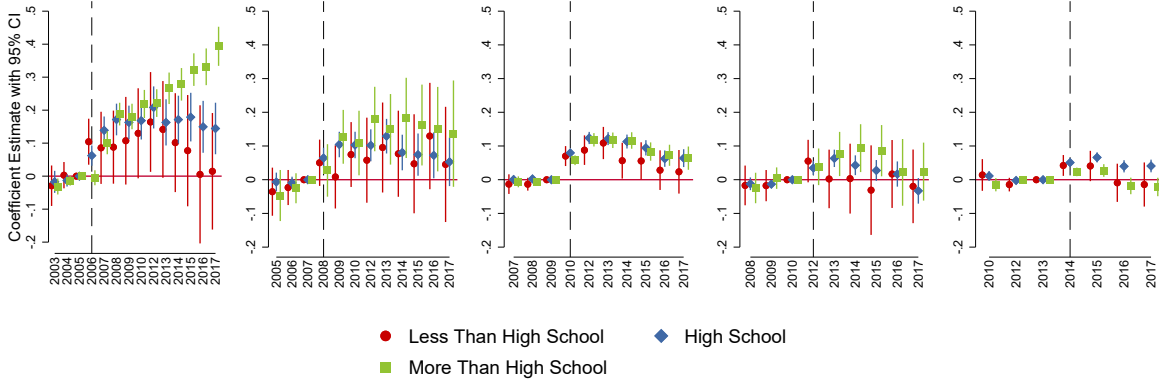 Coefficient Estimate with 95% CI
.5 .4 .3 .2 .1 0 -.1 -.2
2003 2004 2005 2006 2007 2008 2009 2010 2011 2012 2013 2014 2015 2016 2017
.5 .4 .3 .2 .1 0 -.1 -.2
2005 2006 2007 2008 2009 2010 2011 2012 2013 2014 2015 2016 2017
.5 .4 .3 .2 .1 0 -.1 -.2
2007 2008 2009 2010 2011 2012 2013 2014 2015 2016 2017
.5 .4 .3 .2 .1 0 -.1 -.2
2008 2009 2010 2012 2013 2014 2015 2016 2017
.5 .4 .3 .2 .1 0 -.1 -.2
2010 2012 2013 2014 2015 2016 2017
Less Than High School
High School
More Than High School